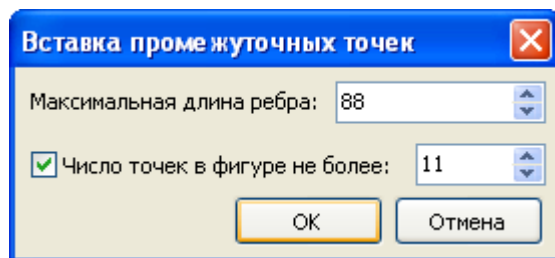 Вставка промежуточных точек
Максимальная длина ребра: 88
Число точек в фигуре не более: 11
OK Отмена